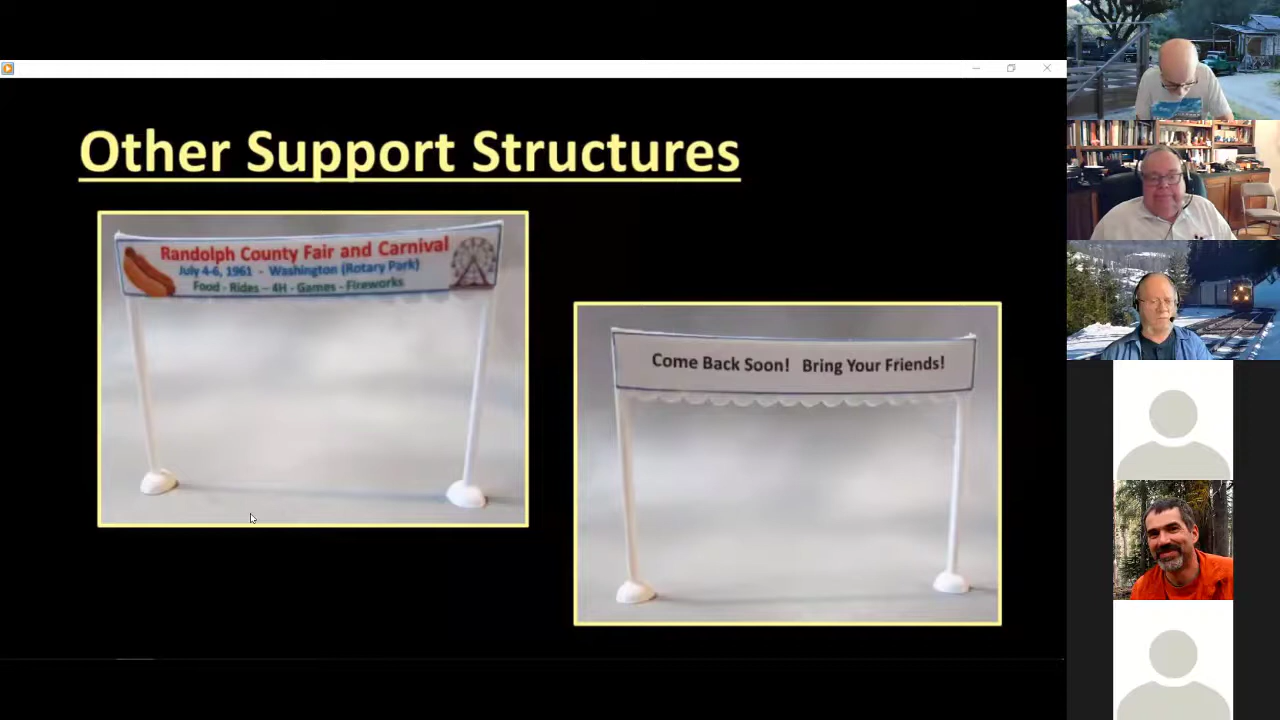 Other Support Structures
Randolph County Fair and Carnival
July 4-6, 1961 - Washington (Rotary Park)
Food - Rides – 4H - Games - Fireworks
Come Back Soon!   Bring Your Friends!